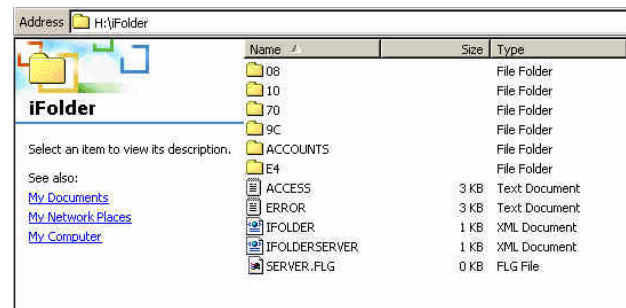 Address H:\iFolder
Name Size Type
08 File Folder
10 File Folder
iFolder
70 File Folder
9C File Folder
Select an item to view its description.
ACCOUNTS File Folder
E4 File Folder
See also:
ACCESS 3 KB Text Document
My Documents
ERROR 3 KB Text Document
My Network Places
IFOLDER 1 KB XML Document
My Computer
IFOLDERSERVER 1 KB XML Document
SERVER.FLG 0 KB FLG File